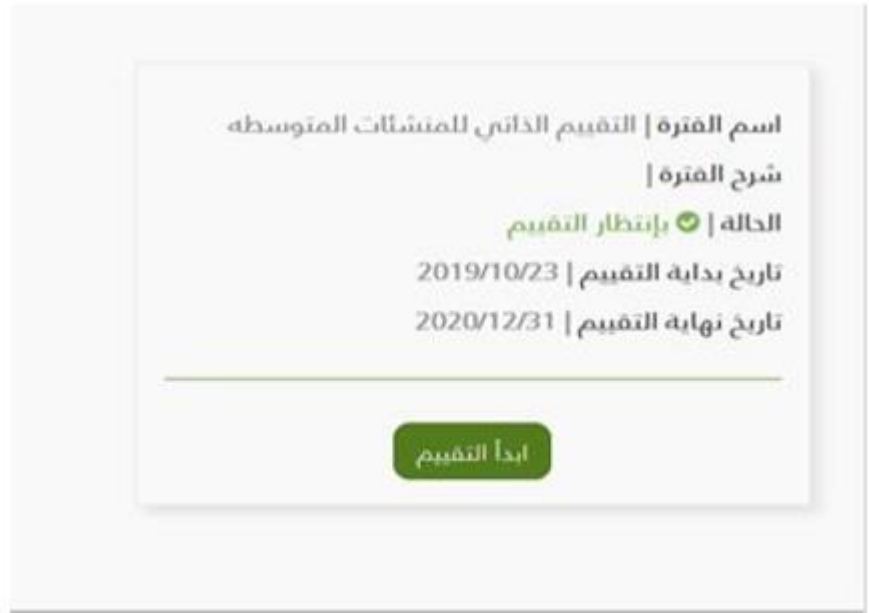 اسم الفترة | التقييم الذاتي للمنشئات المتوسطه
شرح الفترة |
الحالة | بإنتظار التقييم
تاريخ بداية التقييم | 2019/10/23
تاريخ نهاية التقييم | 2020/12/31
ابدأ التقييم